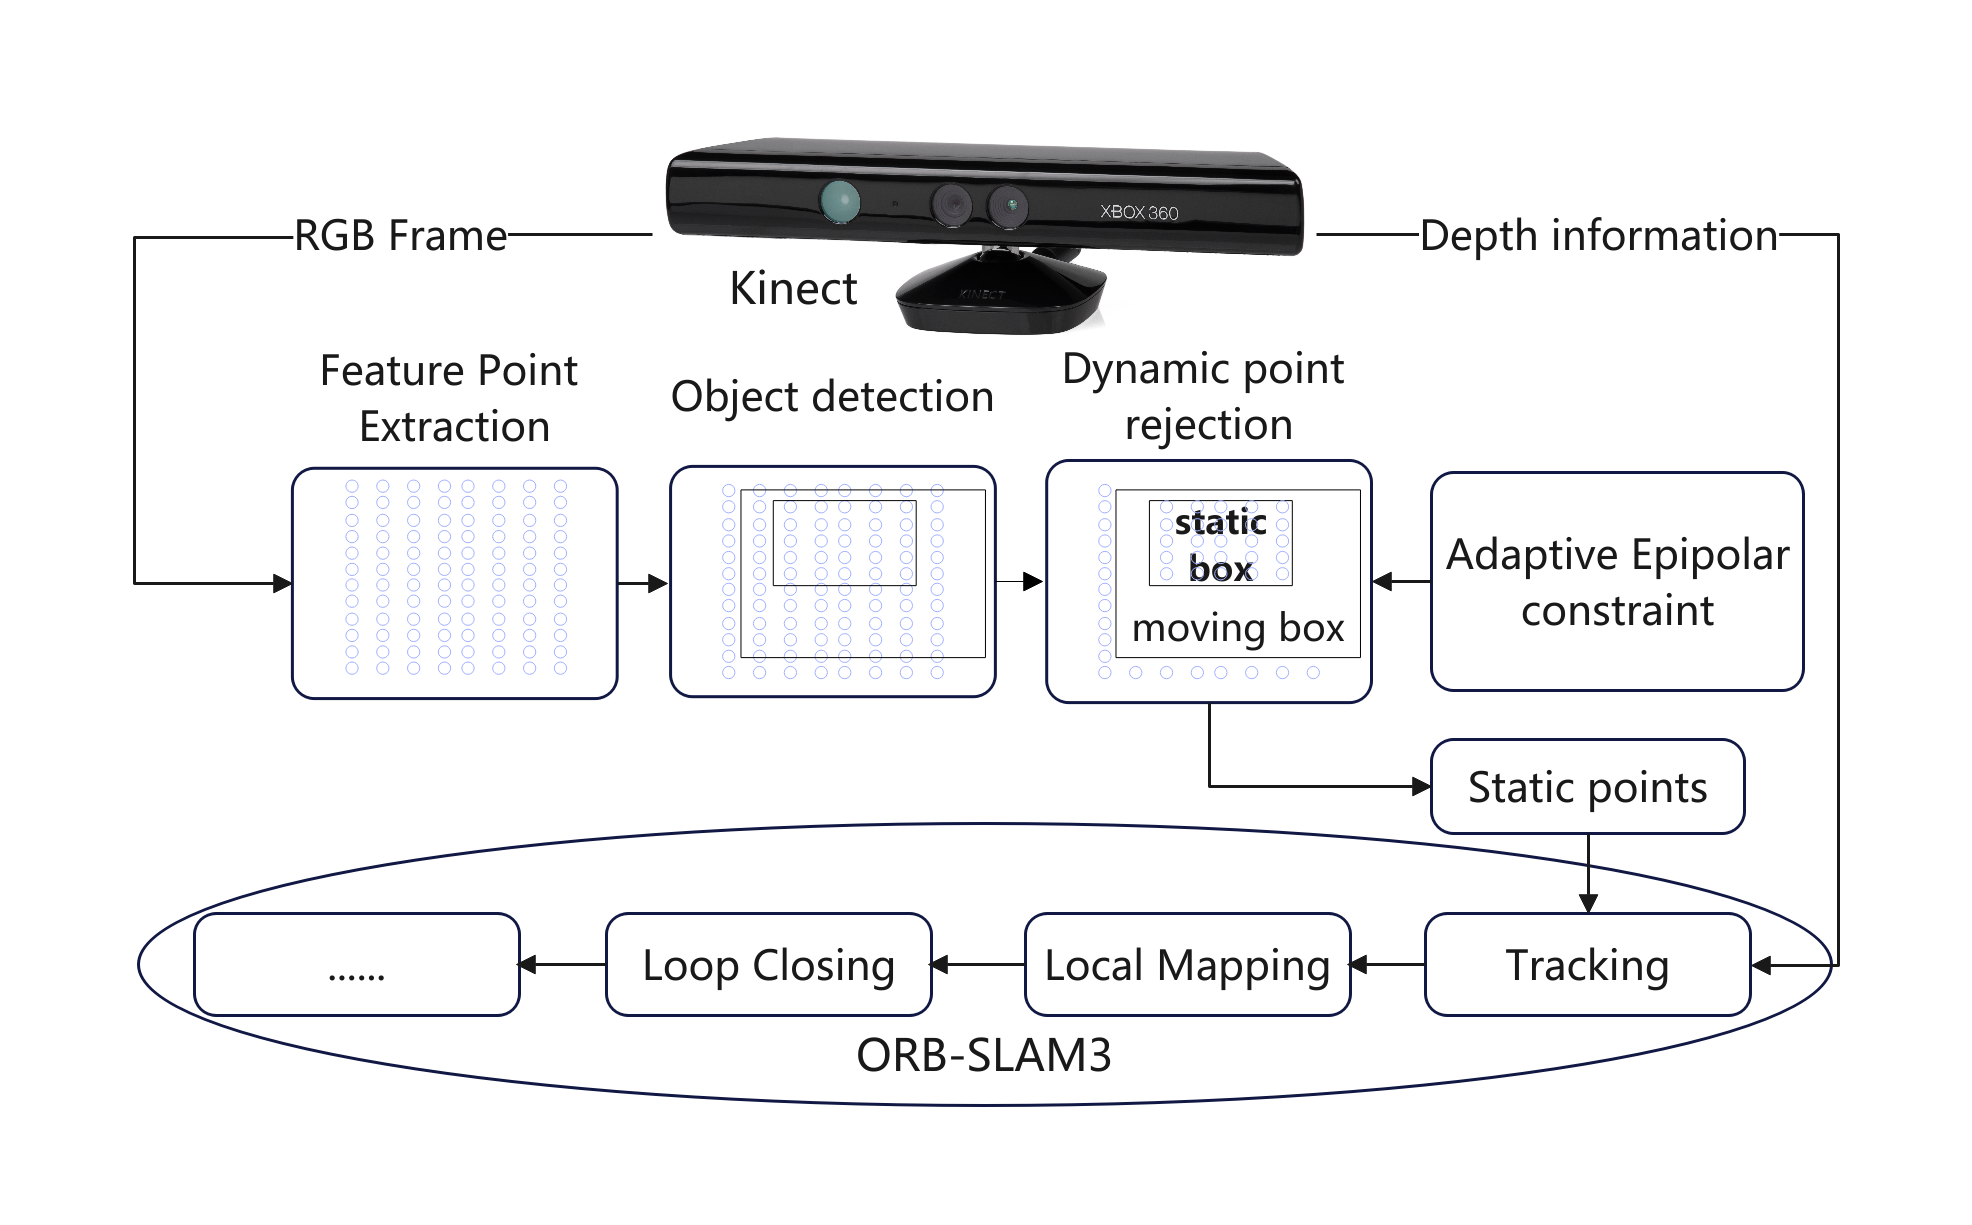 XBOX 360
RGB Frame
Depth information
Kinect
KINECT
Feature Point
Extraction
Object detection
Dynamic point
rejection
static
box
moving box
Adaptive Epipolar
constraint
Static points
......
Loop Closing
Local Mapping
Tracking
ORB-SLAM3